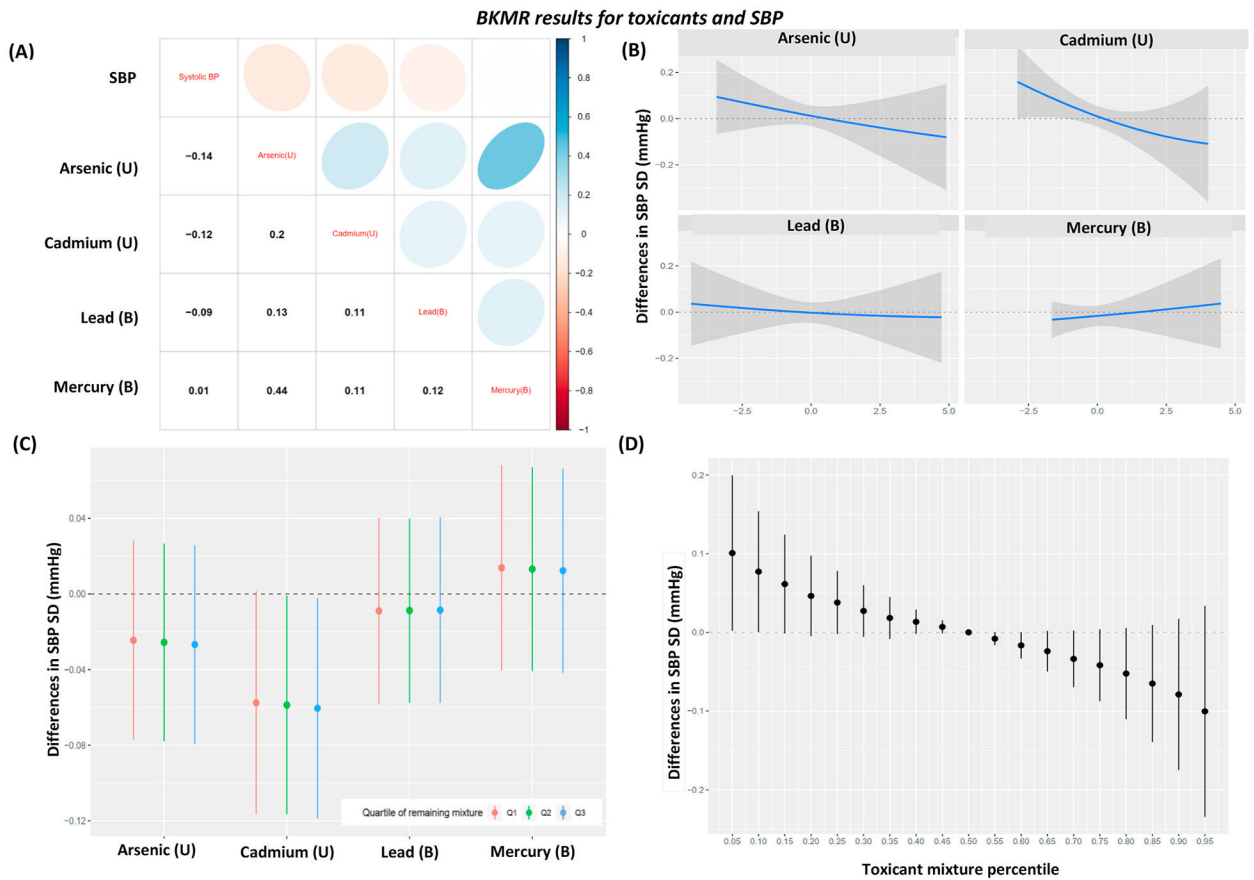 BKMR results for toxicants and SBP
(A)
SBP
Arsenic (U)
Cadmium (U)
Lead (B)
Mercury (B)
Systolic BP
−0.14 Arsenic(U)
−0.12 0.2 Cadmium(U)
−0.09 0.13 0.11 Lead(B)
0.01 0.44 0.11 0.12 Mercury(B)
1
0.8
0.6
0.4
0.2
0
−0.2
−0.4
−0.6
−0.8
−1
(B)
Differences in SBP SD (mmHg)
Arsenic (U) Cadmium (U)
0.2
0.0
−0.2
Lead (B) Mercury (B)
0.2
0.0
−0.2
−2.5 0.0 2.5 5.0 −2.5 0.0 2.5 5.0
(C)
Differences in SBP SD (mmHg)
0.04
0.00
−0.04
−0.08
−0.12
Quartile of remaining mixture Q1 Q2 Q3
Arsenic (U) Cadmium (U) Lead (B) Mercury (B)
(D)
Differences in SBP SD (mmHg)
0.2
0.1
0.0
−0.1
−0.2
0.05 0.10 0.15 0.20 0.25 0.30 0.35 0.40 0.45 0.50 0.55 0.60 0.65 0.70 0.75 0.80 0.85 0.90 0.95
Toxicant mixture percentile